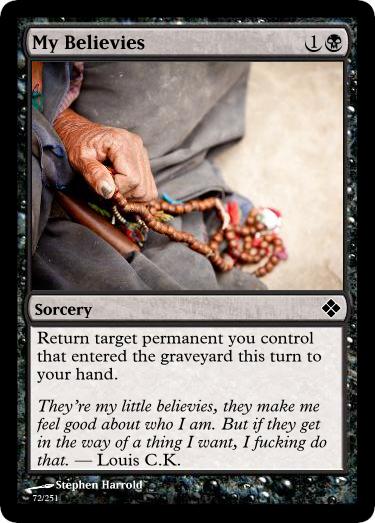 My Believies 1
Sorcery
Return target permanent you control
that entered the graveyard this turn to
your hand.
They're my little believies, they make me
feel good about who I am. But if they get
in the way of a thing I want, I fucking do
that. — Louis C.K.
Stephen Harrold
72/251